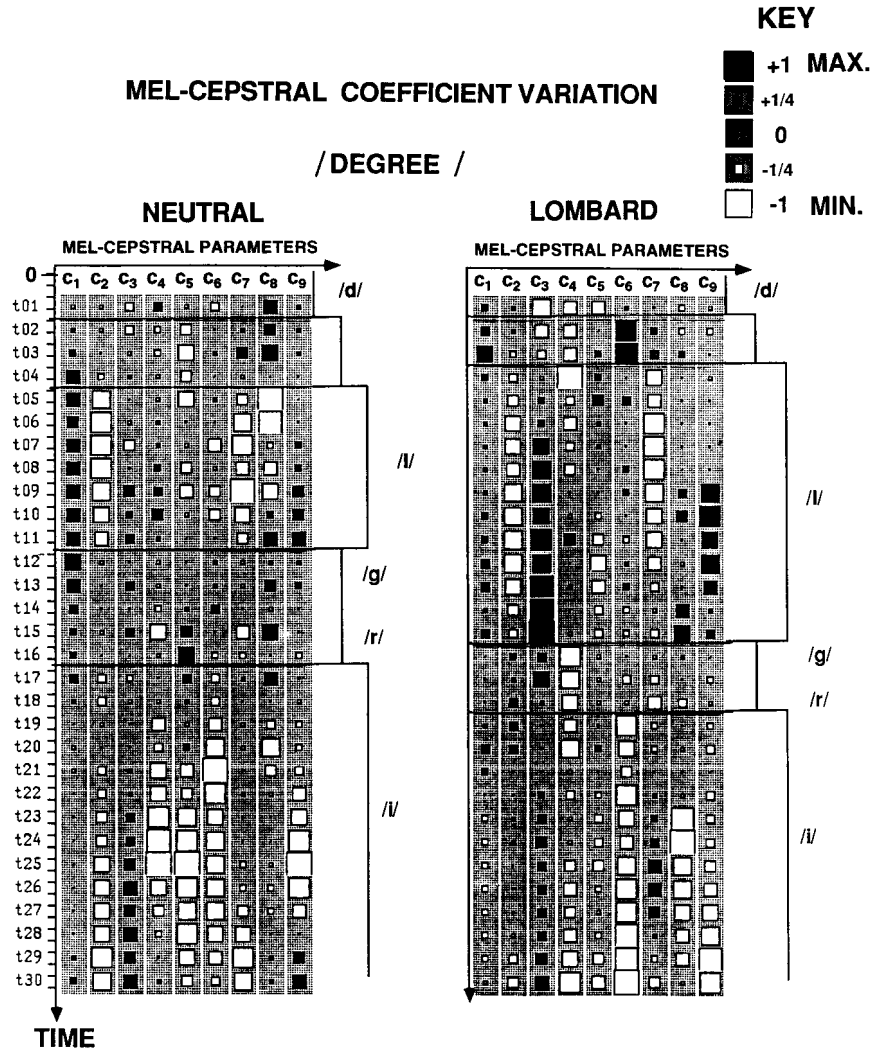 KEY
+1 MAX.
+1/4
0
-1/4
-1 MIN.
MEL-CEPSTRAL COEFFICIENT VARIATION
/ DEGREE /
NEUTRAL
MEL-CEPSTRAL PARAMETERS
0
C1 C2 C3 C4 C5 C6 C7 C8 C9
/d/
t01
t02
t03
t04
t05
t06
t07
t08
/I/
t09
t10
t11
t12
/g/
t13
t14
t15
/r/
t16
t17
t18
t19
t20
t21
t22
t23
/i/
t24
t25
t26
t27
t28
t29
t30
TIME
LOMBARD
MEL-CEPSTRAL PARAMETERS
C1 C2 C3 C4 C5 C6 C7 C8 C9
/d/
/I/
/g/
/r/
/i/